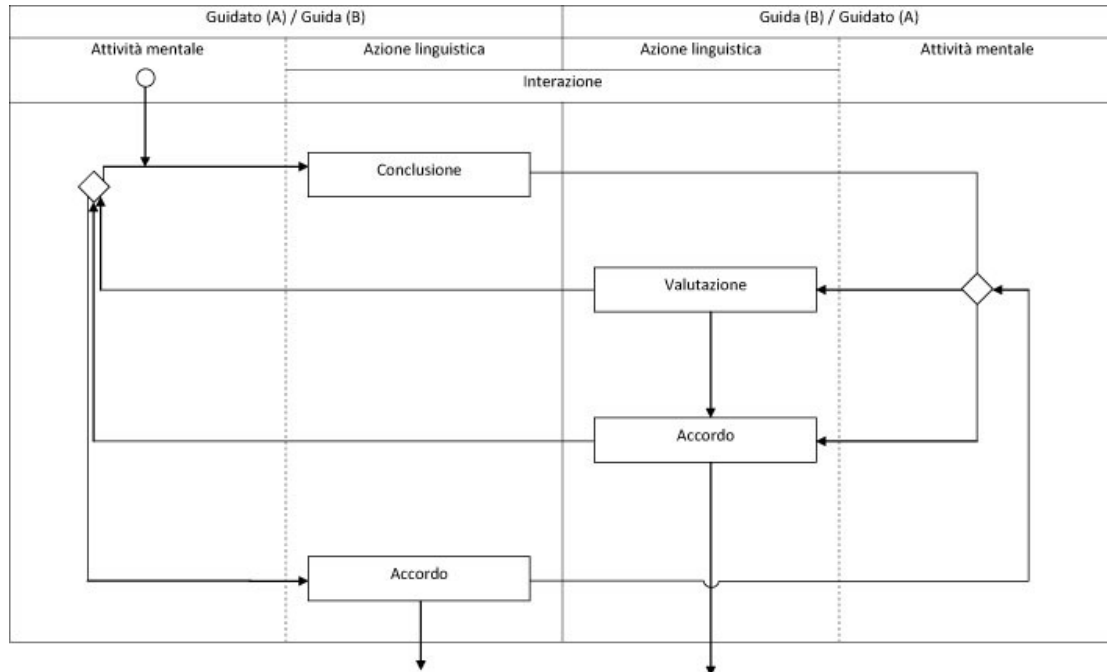 Guidato (A) / Guida (B)
Guida (B) / Guidato (A)
Attività mentale
Azione linguistica
Azione linguistica
Attività mentale
Interazione
Conclusione
Valutazione
Accordo
Accordo